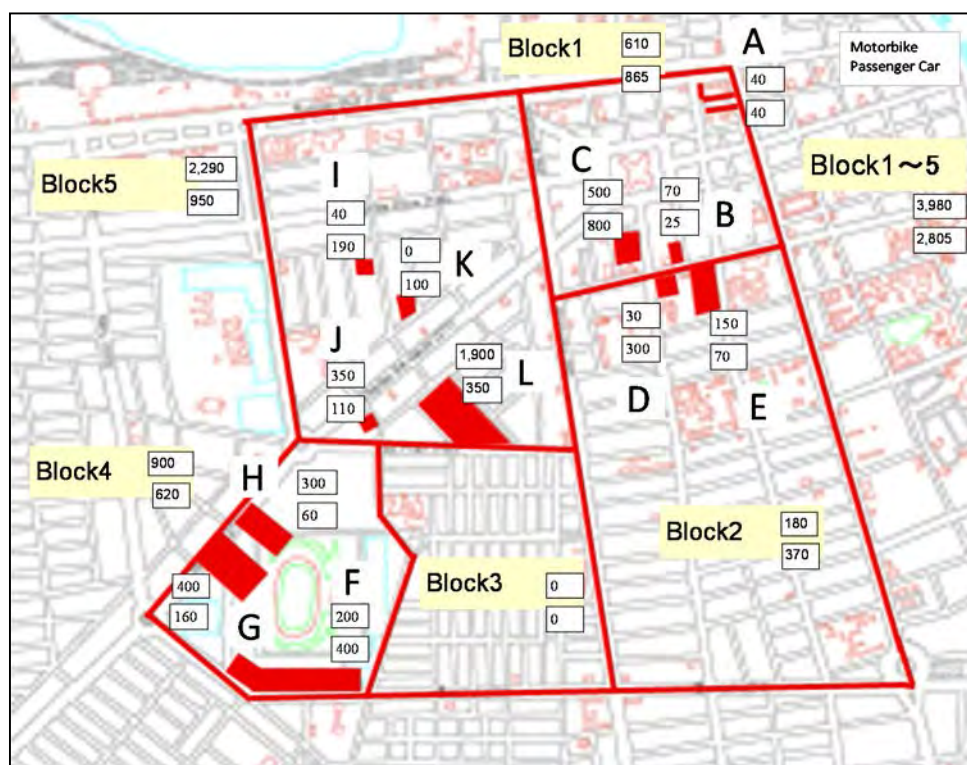 Block1
610
865
A
40
40
Motorbike
Passenger Car
Block5
2,290
950
I
40
190
0
100
K
C
500
800
70
25
B
Block1～5
3,980
2,805
J
350
110
1,900
350
L
30
300
D
150
70
E
Block4
900
620
H
300
60
400
160
G
F
200
400
Block3
0
0
Block2
180
370